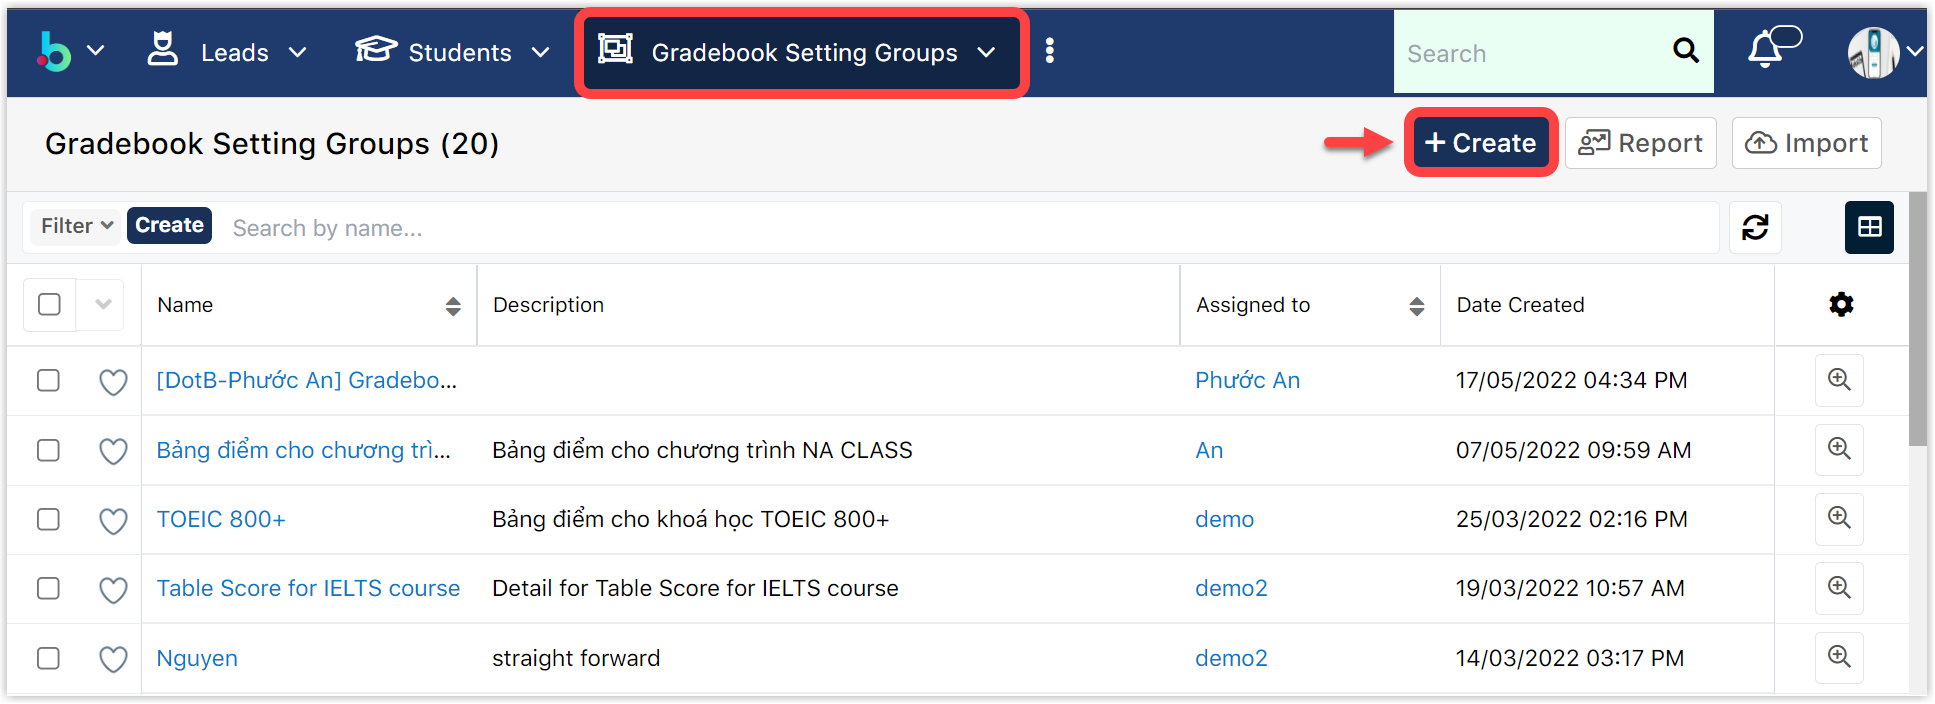 Leads Students Gradebook Setting Groups Search
Gradebook Setting Groups (20) Create Report Import
Filter Create Search by name...
Name Description Assigned to Date Created
[DotB-Phước An] Gradebo... Phước An 17/05/2022 04:34 PM
Bảng điểm cho chương trì... Bảng điểm cho chương trình NA CLASS An 07/05/2022 09:59 AM
TOEIC 800+ Bảng điểm cho khoá học TOEIC 800+ demo 25/03/2022 02:16 PM
Table Score for IELTS course Detail for Table Score for IELTS course demo2 19/03/2022 10:57 AM
Nguyen straight forward demo2 14/03/2022 03:17 PM